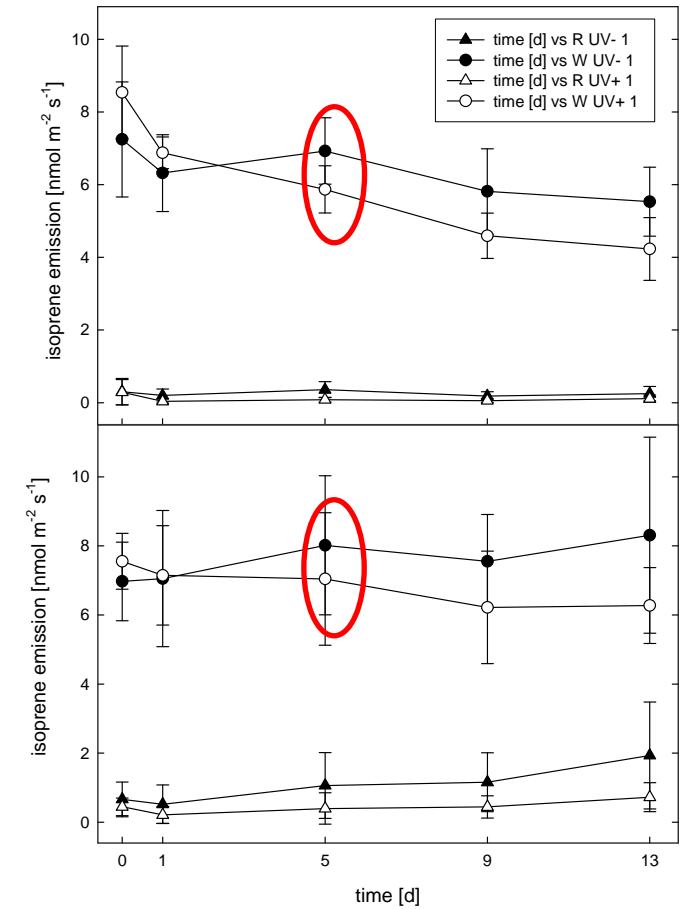 time [d] vs R UV- 1
time [d] vs W UV- 1
time [d] vs R UV+ 1
time [d] vs W UV+ 1
isoprene emission [nmol m⁻² s⁻¹]
10
8
6
4
2
0
isoprene emission [nmol m⁻² s⁻¹]
10
8
6
4
2
0
0 1 5 9 13
time [d]